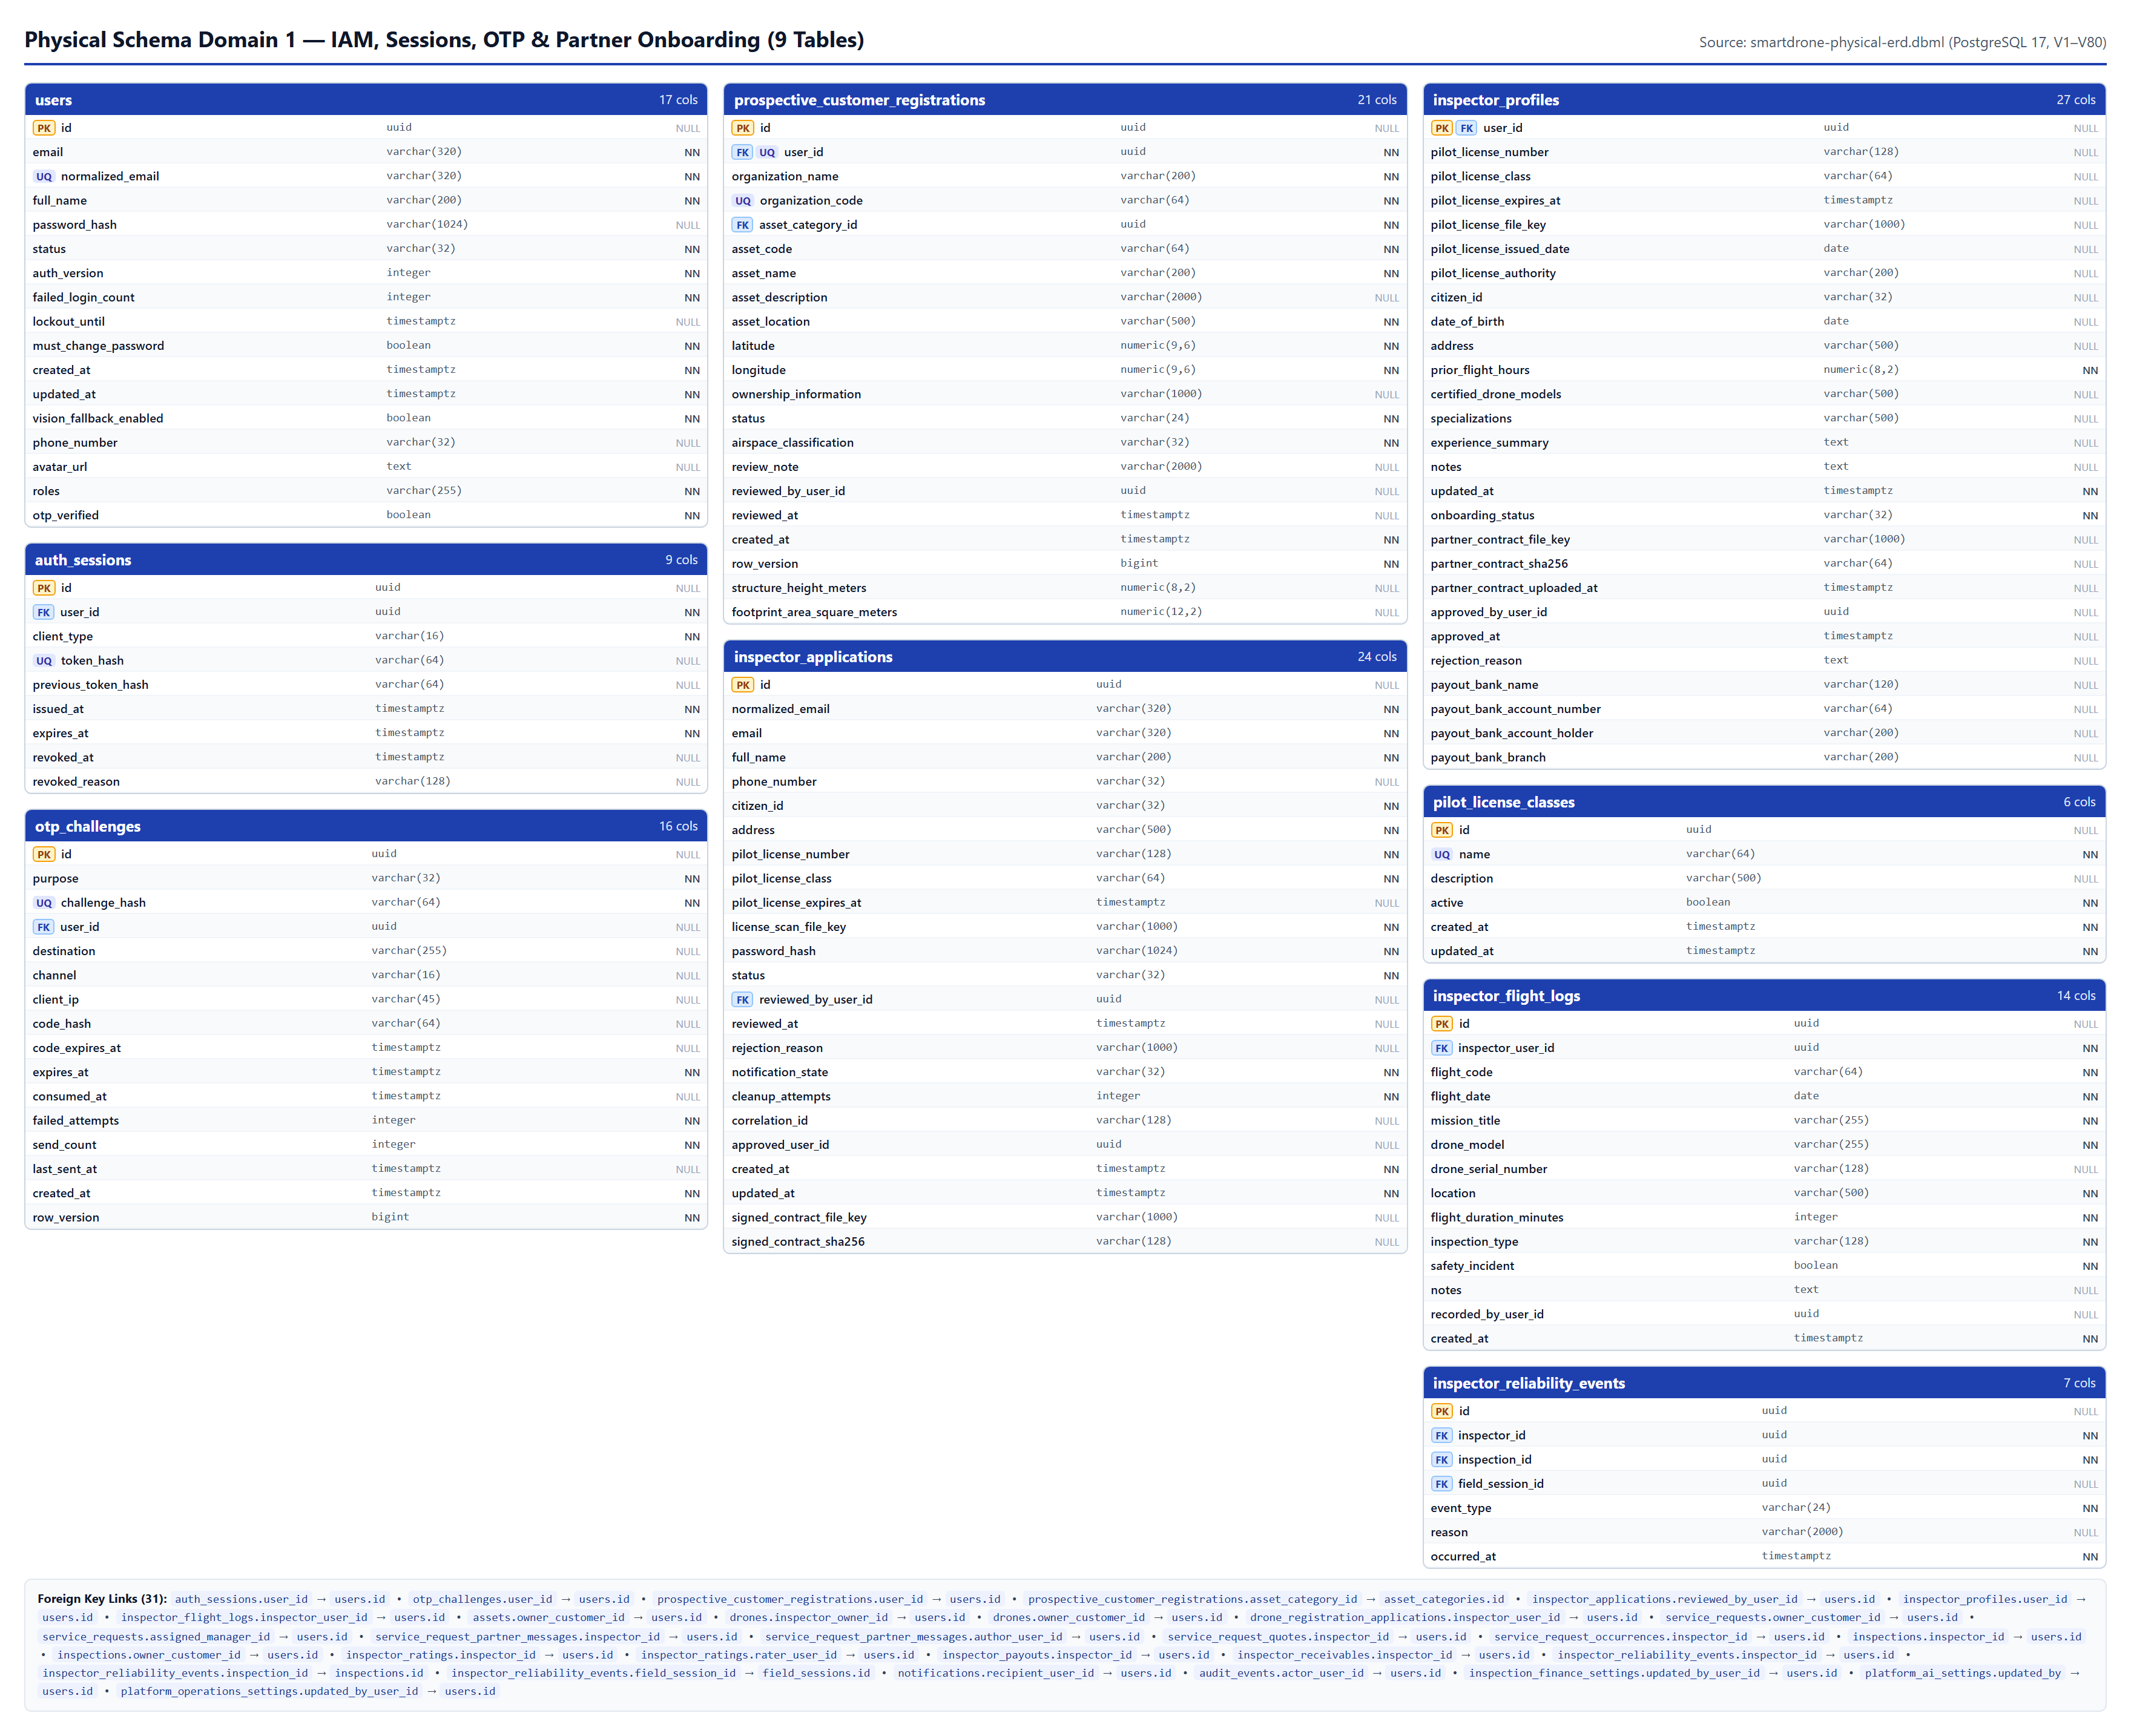 Physical Schema Domain 1 — IAM, Sessions, OTP & Partner Onboarding (9 Tables)
Source: smartdrone-physical-erd.dbml (PostgreSQL 17, V1–V80)
users 17 cols
PK id uuid NULL
email varchar(320) NN
UQ normalized_email varchar(320) NN
full_name varchar(200) NN
password_hash varchar(1024) NULL
status varchar(32) NN
auth_version integer NN
failed_login_count integer NN
lockout_until timestamptz NULL
must_change_password boolean NN
created_at timestamptz NN
updated_at timestamptz NN
vision_fallback_enabled boolean NN
phone_number varchar(32) NULL
avatar_url text NULL
roles varchar(255) NN
otp_verified boolean NN
auth_sessions 9 cols
PK id uuid NULL
FK user_id uuid NN
client_type varchar(16) NN
UQ token_hash varchar(64) NULL
previous_token_hash varchar(64) NULL
issued_at timestamptz NN
expires_at timestamptz NN
revoked_at timestamptz NULL
revoked_reason varchar(128) NULL
otp_challenges 16 cols
PK id uuid NULL
purpose varchar(32) NN
UQ challenge_hash varchar(64) NN
FK user_id uuid NULL
destination varchar(255) NULL
channel varchar(16) NULL
client_ip varchar(45) NULL
code_hash varchar(64) NULL
code_expires_at timestamptz NULL
expires_at timestamptz NN
consumed_at timestamptz NULL
failed_attempts integer NN
send_count integer NN
last_sent_at timestamptz NULL
created_at timestamptz NN
row_version bigint NN
prospective_customer_registrations 21 cols
PK id uuid NULL
FK UQ user_id uuid NN
organization_name varchar(200) NN
UQ organization_code varchar(64) NN
FK asset_category_id uuid NN
asset_code varchar(64) NN
asset_name varchar(200) NN
asset_description varchar(2000) NULL
asset_location varchar(500) NN
latitude numeric(9,6) NN
longitude numeric(9,6) NN
ownership_information varchar(1000) NULL
status varchar(24) NN
airspace_classification varchar(32) NN
review_note varchar(2000) NULL
reviewed_by_user_id uuid NULL
reviewed_at timestamptz NULL
created_at timestamptz NN
row_version bigint NN
structure_height_meters numeric(8,2) NULL
footprint_area_square_meters numeric(12,2) NULL
inspector_applications 24 cols
PK id uuid NULL
normalized_email varchar(320) NN
email varchar(320) NN
full_name varchar(200) NN
phone_number varchar(32) NULL
citizen_id varchar(32) NN
address varchar(500) NN
pilot_license_number varchar(128) NN
pilot_license_class varchar(64) NN
pilot_license_expires_at timestamptz NULL
license_scan_file_key varchar(1000) NN
password_hash varchar(1024) NN
status varchar(32) NN
FK reviewed_by_user_id uuid NULL
reviewed_at timestamptz NULL
rejection_reason varchar(1000) NULL
notification_state varchar(32) NN
cleanup_attempts integer NN
correlation_id varchar(128) NULL
approved_user_id uuid NULL
created_at timestamptz NN
updated_at timestamptz NN
signed_contract_file_key varchar(1000) NULL
signed_contract_sha256 varchar(128) NULL
inspector_profiles 27 cols
PK FK user_id uuid NULL
pilot_license_number varchar(128) NULL
pilot_license_class varchar(64) NULL
pilot_license_expires_at timestamptz NULL
pilot_license_file_key varchar(1000) NULL
pilot_license_issued_date date NULL
pilot_license_authority varchar(200) NULL
citizen_id varchar(32) NULL
date_of_birth date NULL
address varchar(500) NULL
prior_flight_hours numeric(8,2) NN
certified_drone_models varchar(500) NULL
specializations varchar(500) NULL
experience_summary text NULL
notes text NULL
updated_at timestamptz NN
onboarding_status varchar(32) NN
partner_contract_file_key varchar(1000) NULL
partner_contract_sha256 varchar(64) NULL
partner_contract_uploaded_at timestamptz NULL
approved_by_user_id uuid NULL
approved_at timestamptz NULL
rejection_reason text NULL
payout_bank_name varchar(120) NULL
payout_bank_account_number varchar(64) NULL
payout_bank_account_holder varchar(200) NULL
payout_bank_branch varchar(200) NULL
pilot_license_classes 6 cols
PK id uuid NULL
UQ name varchar(64) NN
description varchar(500) NULL
active boolean NN
created_at timestamptz NN
updated_at timestamptz NN
inspector_flight_logs 14 cols
PK id uuid NULL
FK inspector_user_id uuid NN
flight_code varchar(64) NN
flight_date date NN
mission_title varchar(255) NN
drone_model varchar(255) NN
drone_serial_number varchar(128) NULL
location varchar(500) NN
flight_duration_minutes integer NN
inspection_type varchar(128) NN
safety_incident boolean NN
notes text NULL
recorded_by_user_id uuid NULL
created_at timestamptz NN
inspector_reliability_events 7 cols
PK id uuid NULL
FK inspector_id uuid NN
FK inspection_id uuid NN
FK field_session_id uuid NULL
event_type varchar(24) NN
reason varchar(2000) NULL
occurred_at timestamptz NN
Foreign Key Links (31): auth_sessions.user_id → users.id • otp_challenges.user_id → users.id • prospective_customer_registrations.user_id → users.id • prospective_customer_registrations.asset_category_id → asset_categories.id • inspector_applications.reviewed_by_user_id → users.id • inspector_profiles.user_id →
users.id • inspector_flight_logs.inspector_user_id → users.id • assets.owner_customer_id → users.id • drones.inspector_owner_id → users.id • drones.owner_customer_id → users.id • drone_registration_applications.inspector_user_id → users.id • service_requests.owner_customer_id → users.id •
service_requests.assigned_manager_id → users.id • service_request_partner_messages.inspector_id → users.id • service_request_partner_messages.author_user_id → users.id • service_request_quotes.inspector_id → users.id • service_request_occurrences.inspector_id → users.id • inspections.inspector_id → users.id
• inspections.owner_customer_id → users.id • inspector_ratings.inspector_id → users.id • inspector_ratings.rater_user_id → users.id • inspector_payouts.inspector_id → users.id • inspector_receivables.inspector_id → users.id • inspector_reliability_events.inspector_id → users.id •
inspector_reliability_events.inspection_id → inspections.id • inspector_reliability_events.field_session_id → field_sessions.id • notifications.recipient_user_id → users.id • audit_events.actor_user_id → users.id • inspection_finance_settings.updated_by_user_id → users.id • platform_ai_settings.updated_by →
users.id • platform_operations_settings.updated_by_user_id → users.id